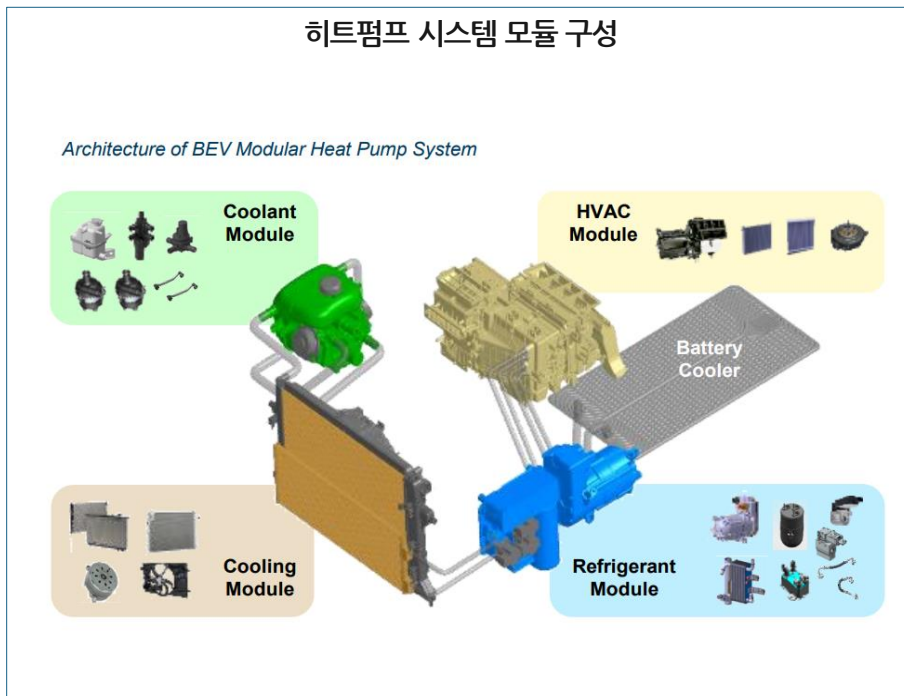 히트펌프 시스템 모듈 구성
Architecture of BEV Modular Heat Pump System
Coolant
Module
HVAC
Module
Battery
Cooler
Cooling
Module
Refrigerant
Module